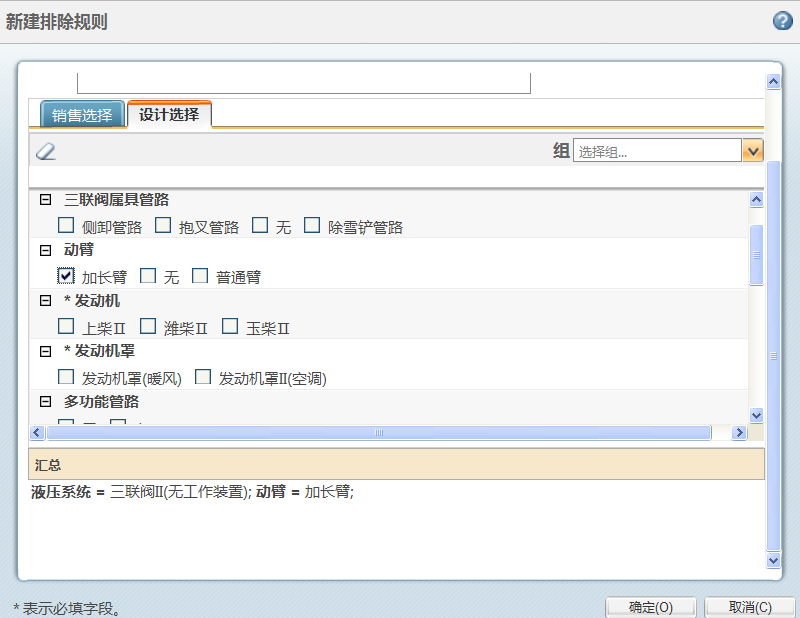 新建排除规则
销售选择 设计选择
组 选择组...
三联阀属具管路
侧卸管路 抱叉管路 无 除雪铲管路
动臂
加长臂 无 普通臂
* 发动机
上柴II 潍柴II 玉柴II
* 发动机罩
发动机罩(暖风) 发动机罩II(空调)
多功能管路
汇总
液压系统 = 三联阀II(无工作装置); 动臂 = 加长臂;
* 表示必填字段。
确定(O) 取消(C)